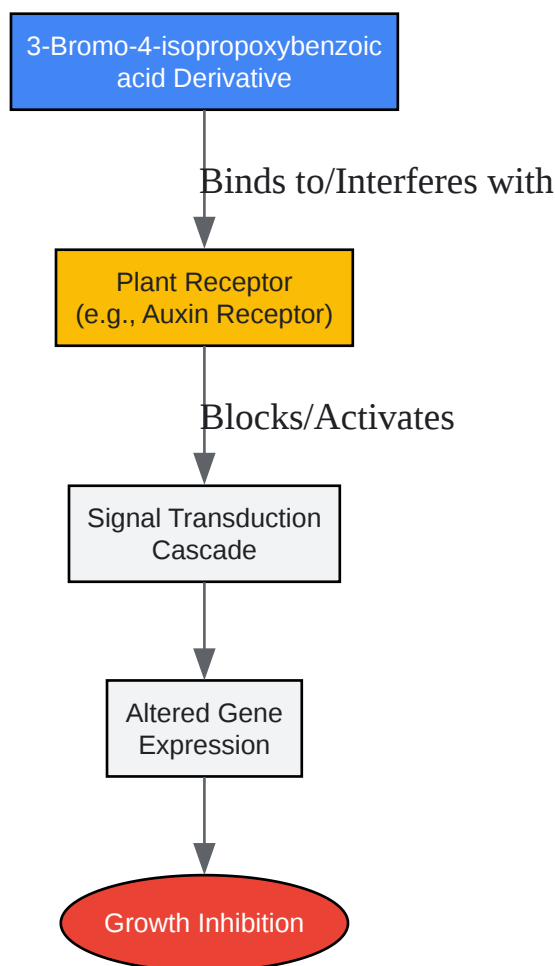 3-Bromo-4-isopropoxybenzoic
acid Derivative
Binds to/Interferes with
Plant Receptor
(e.g., Auxin Receptor)
Blocks/Activates
Signal Transduction
Cascade
Altered Gene
Expression
Growth Inhibition